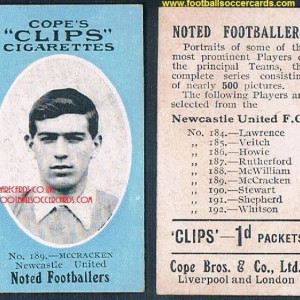 www.footballsoccercards.com
COPE'S
"CLIPS"
CIGARETTES
No. 189.—McCRACKEN
Newcastle United
Noted Footballers
NOTED FOOTBALLERS
Portraits of some of the
most prominent Players of
the principal Teams, the
complete series consisting
of nearly 500 pictures.
The following Players are
selected from the
Newcastle United F.C.
No. 184.—Lawrence
„ 185.—Veitch
„ 186.—Howie
„ 187.—Rutherford
„ 188.—McWilliam
„ 189.—McCracken
„ 190.—Stewart
„ 191.—Shepherd
„ 192.—Whitson
'CLIPS'—1d PACKETS
Cope Bros. & Co., Ltd.
Liverpool and London